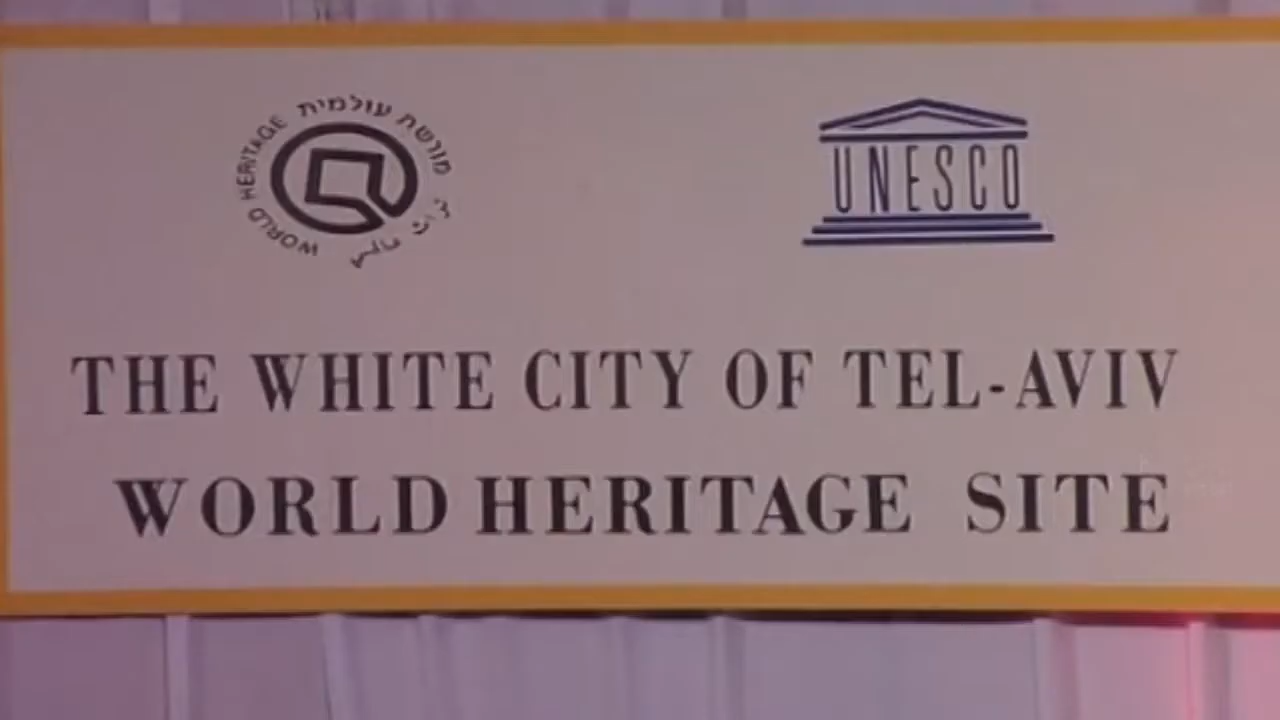 WORLD HERITAGE
מורשת עולמית
UNESCO
THE WHITE CITY OF TEL-AVIV
WORLD HERITAGE SITE